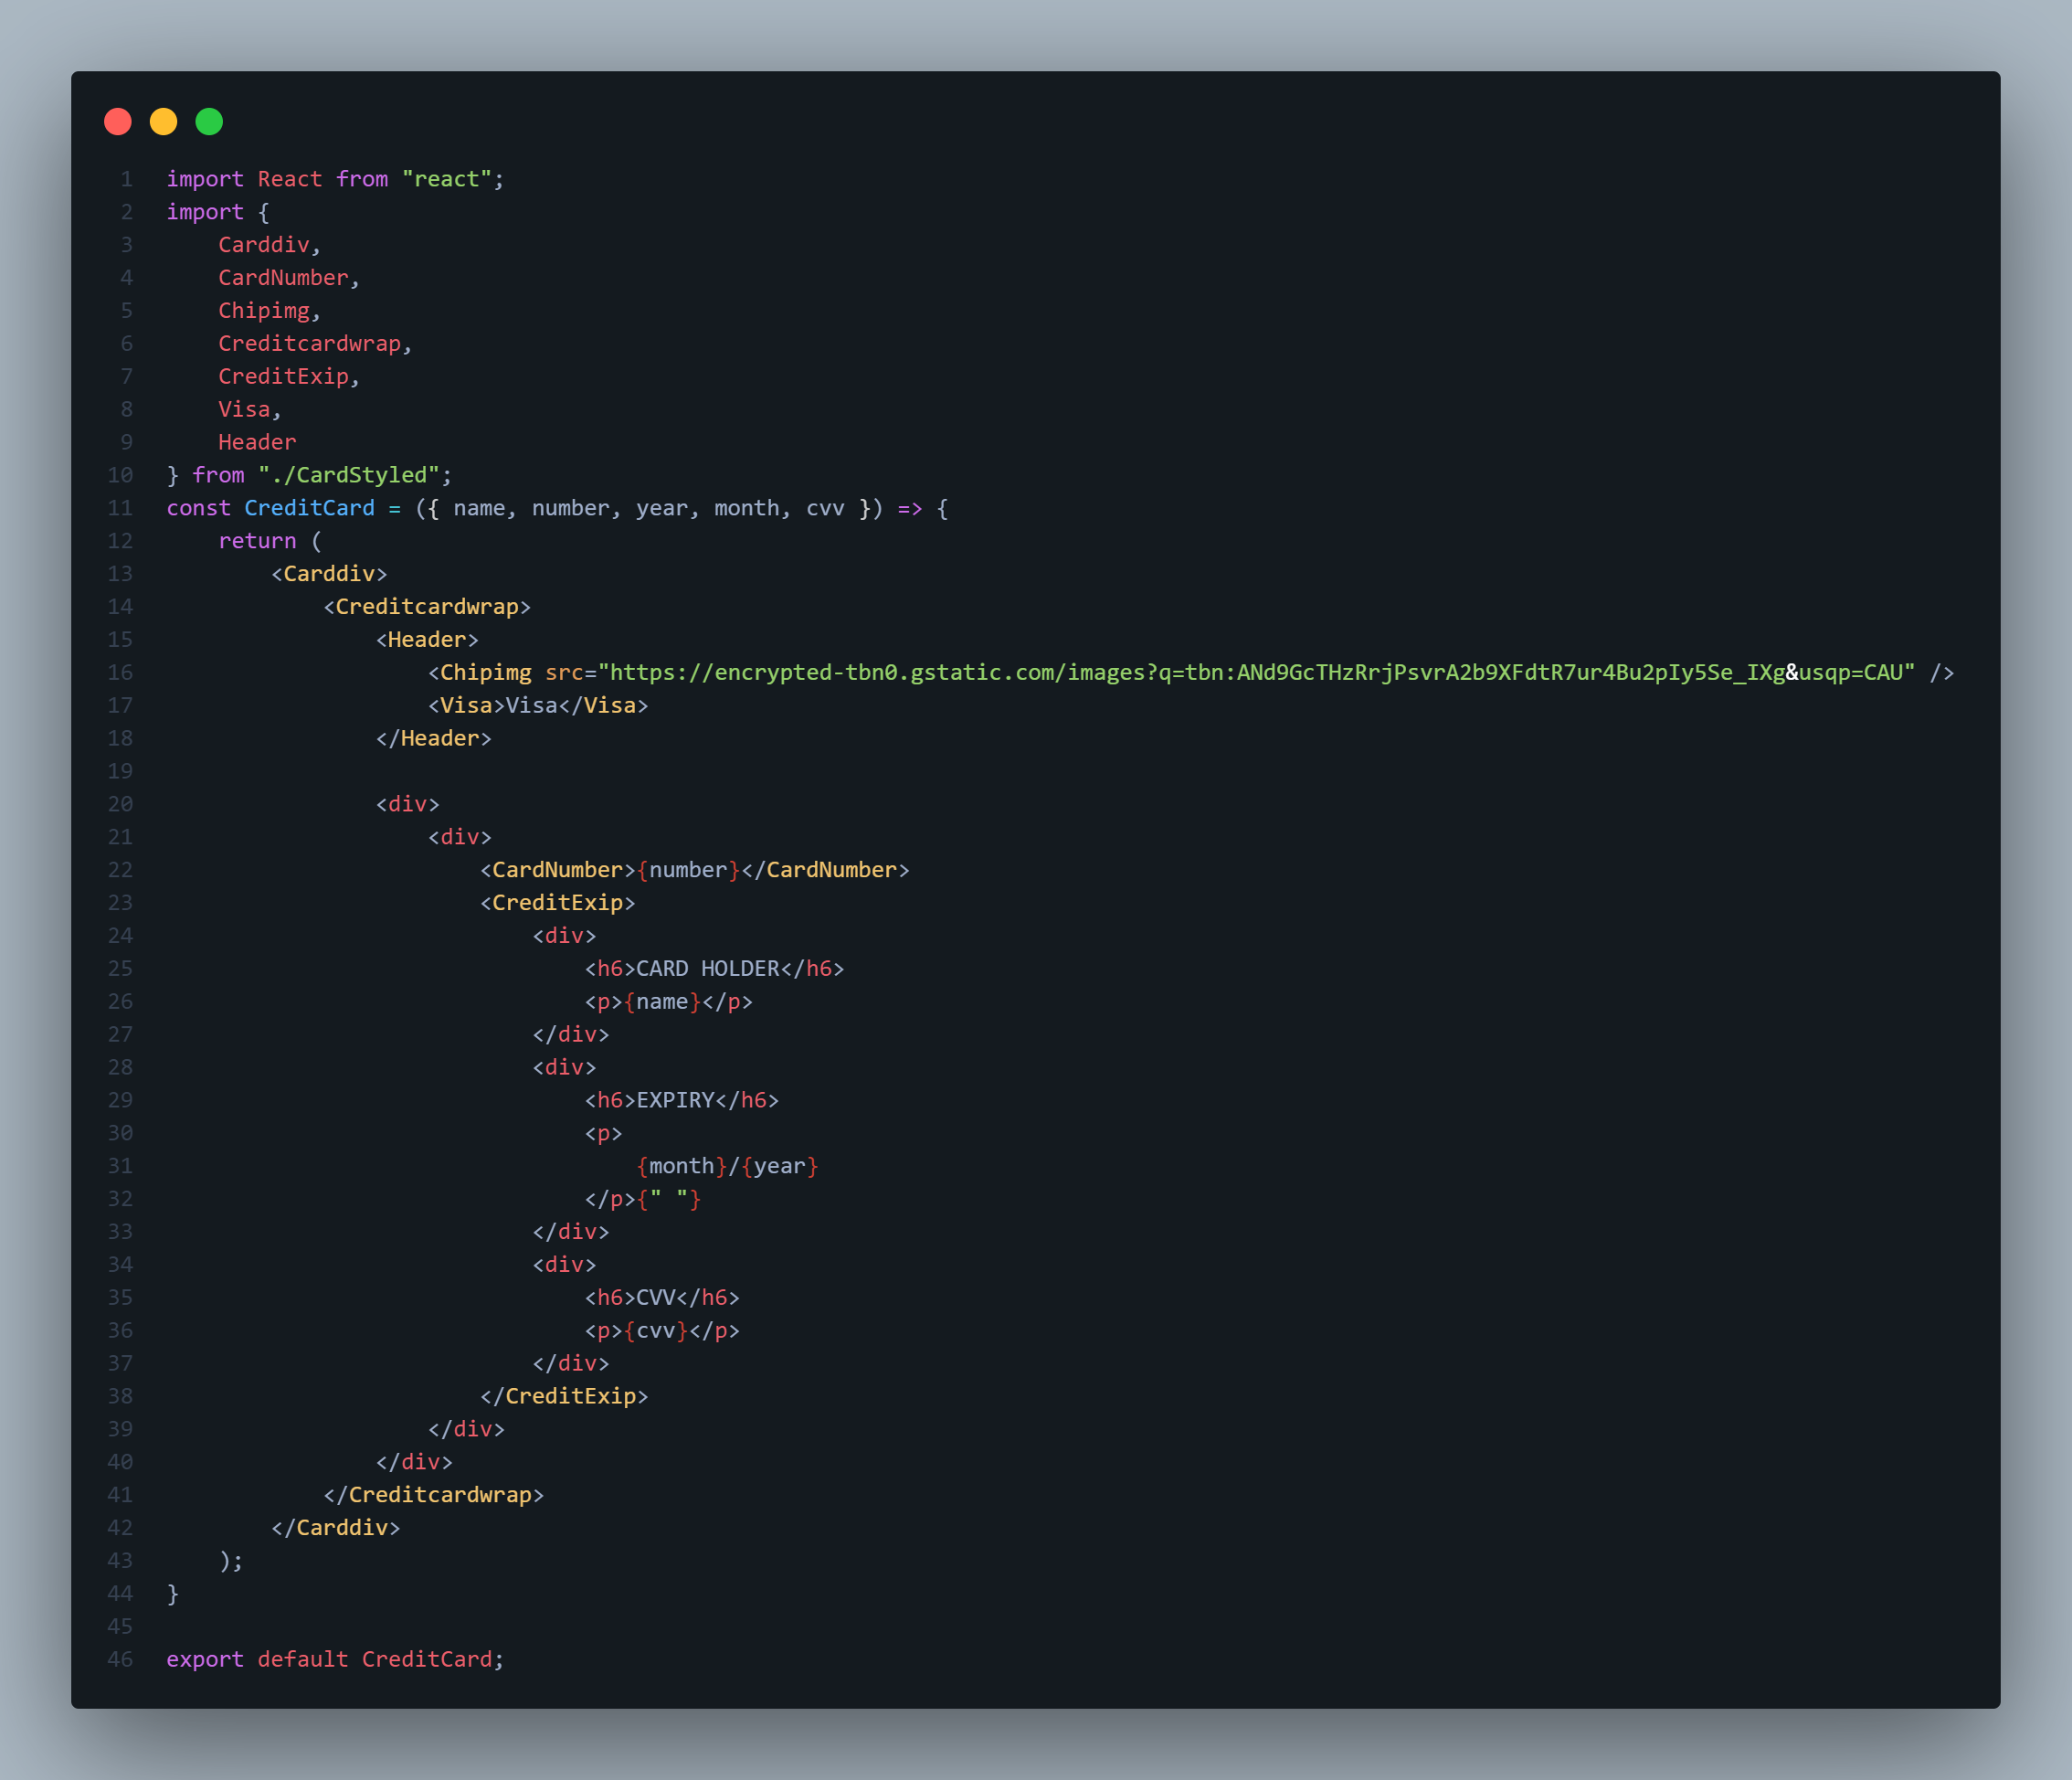 1 import React from "react";
2 import {
3     Carddiv,
4     CardNumber,
5     Chipimg,
6     Creditcardwrap,
7     CreditExip,
8     Visa,
9     Header
10 } from "./CardStyled";
11 const CreditCard = ({ name, number, year, month, cvv }) => {
12     return (
13         <Carddiv>
14             <Creditcardwrap>
15                 <Header>
16                     <Chipimg src="https://encrypted-tbn0.gstatic.com/images?q=tbn:ANd9GcTHzRrjPsvrA2b9XFdtR7ur4Bu2pIy5Se_IXg&usqp=CAU" />
17                     <Visa>Visa</Visa>
18                 </Header>
19
20                 <div>
21                     <div>
22                         <CardNumber>{number}</CardNumber>
23                         <CreditExip>
24                             <div>
25                                 <h6>CARD HOLDER</h6>
26                                 <p>{name}</p>
27                             </div>
28                             <div>
29                                 <h6>EXPIRY</h6>
30                                 <p>
31                                     {month}/{year}
32                                 </p>{" "}
33                             </div>
34                             <div>
35                                 <h6>CVV</h6>
36                                 <p>{cvv}</p>
37                             </div>
38                         </CreditExip>
39                     </div>
40                 </div>
41             </Creditcardwrap>
42         </Carddiv>
43     );
44 }
45
46 export default CreditCard;